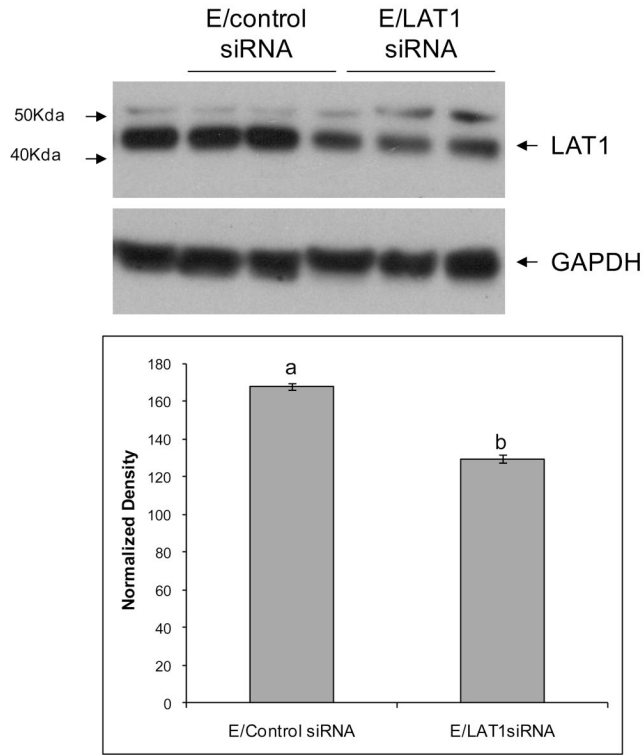 E/control
siRNA
E/LAT1
siRNA
50Kda
40Kda
LAT1
GAPDH
180
160
140
120
100
80
60
40
20
0
Normalized Density
a
b
E/Control siRNA
E/LAT1siRNA